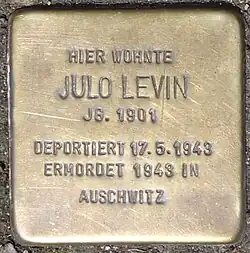 HIER WOHNTE
JULO LEVIN
JG. 1901
DEPORTIERT 17.5.1943
ERMORDET 1943 IN
AUSCHWITZ